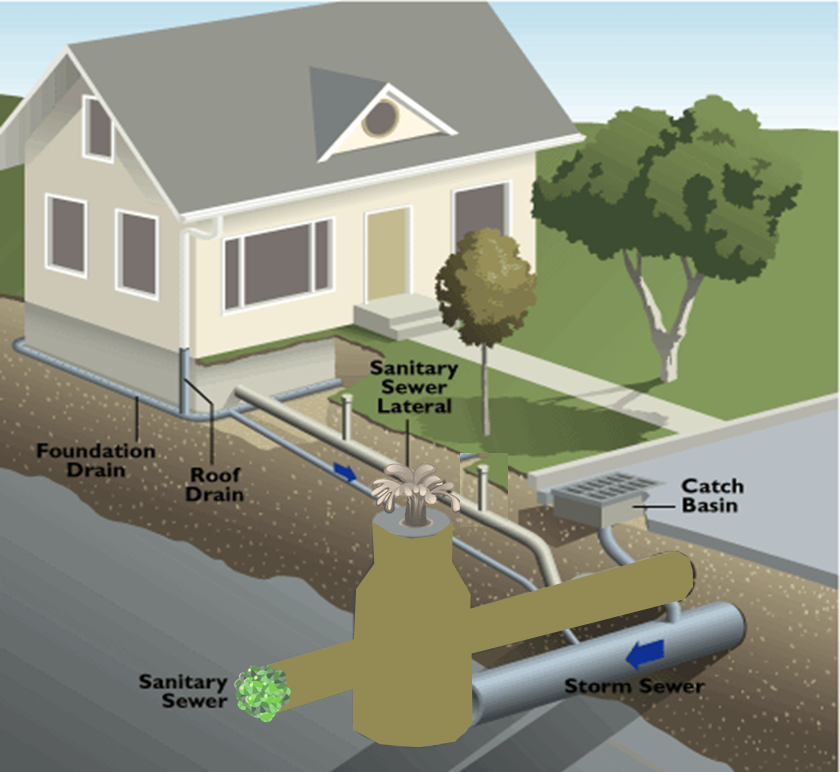 Sanitary
Sewer
Lateral
Foundation
Drain
Roof
Drain
Catch
Basin
Sanitary
Sewer
Storm Sewer